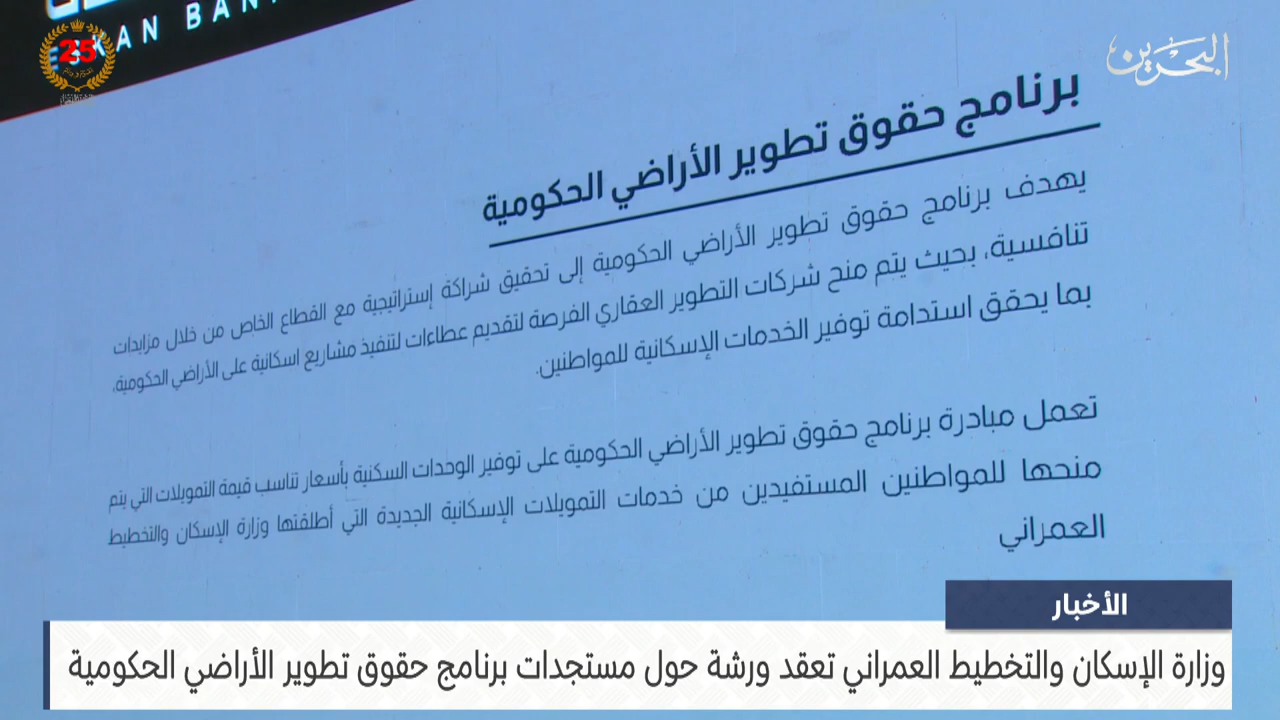 KAN BAN
25
البحرين
برنامج حقوق تطوير الأراضي الحكومية
يهدف برنامج حقوق تطوير الأراضي الحكومية إلى تحقيق شراكة إستراتيجية مع القطاع الخاص من خلال مزايدات
تنافسية، بحيث يتم منح شركات التطوير العقاري الفرصة لتقديم عطاءات لتنفيذ مشاريع اسكانية على الأراضي الحكومية،
بما يحقق استدامة توفير الخدمات الإسكانية للمواطنين.
تعمل مبادرة برنامج حقوق تطوير الأراضي الحكومية على توفير الوحدات السكنية بأسعار تناسب قيمة التمويلات التي يتم
منحها للمواطنين المستفيدين من خدمات التمويلات الإسكانية الجديدة التي أطلقتها وزارة الإسكان والتخطيط
العمراني
الأخبار
وزارة الإسكان والتخطيط العمراني تعقد ورشة حول مستجدات برنامج حقوق تطوير الأراضي الحكومية